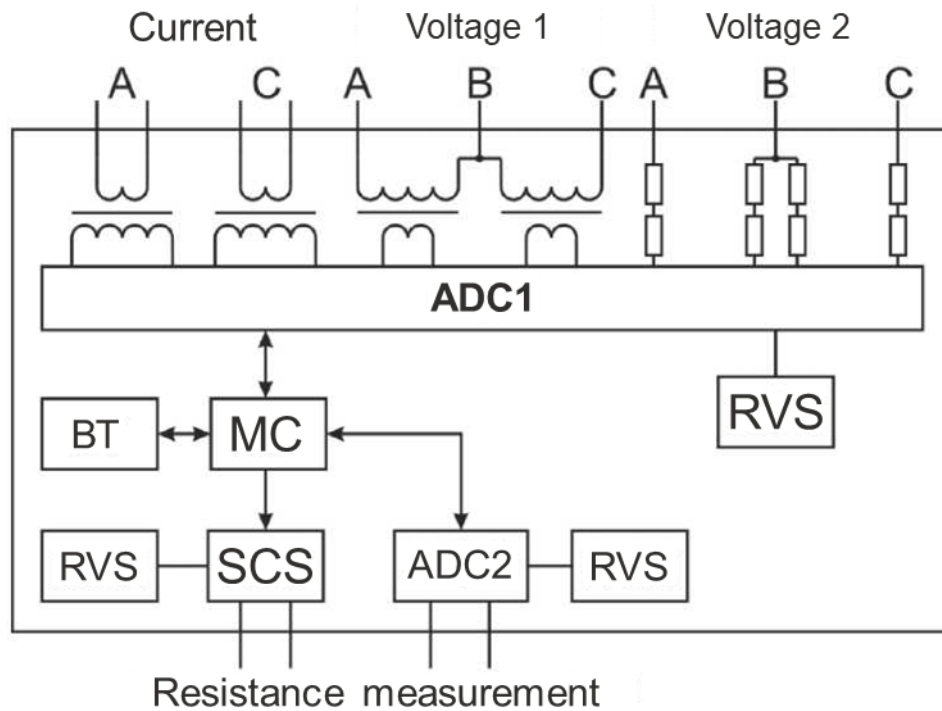 Current Voltage 1 Voltage 2
A C A B C A B C
ADC1
RVS
BT MC
RVS SCS ADC2 RVS
Resistance measurement